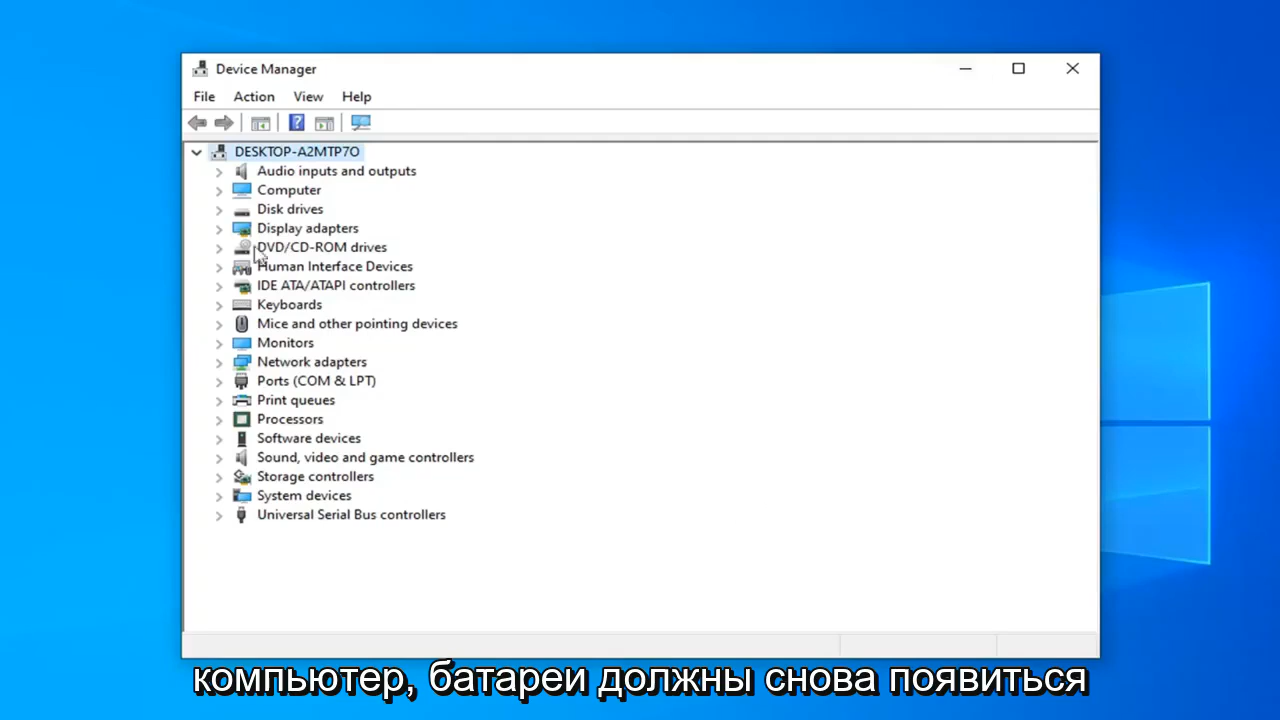 Device Manager
File Action View Help
DESKTOP-A2MTP7O
Audio inputs and outputs
Computer
Disk drives
Display adapters
DVD/CD-ROM drives
Human Interface Devices
IDE ATA/ATAPI controllers
Keyboards
Mice and other pointing devices
Monitors
Network adapters
Ports (COM & LPT)
Print queues
Processors
Software devices
Sound, video and game controllers
Storage controllers
System devices
Universal Serial Bus controllers
компьютер, батареи должны снова появиться